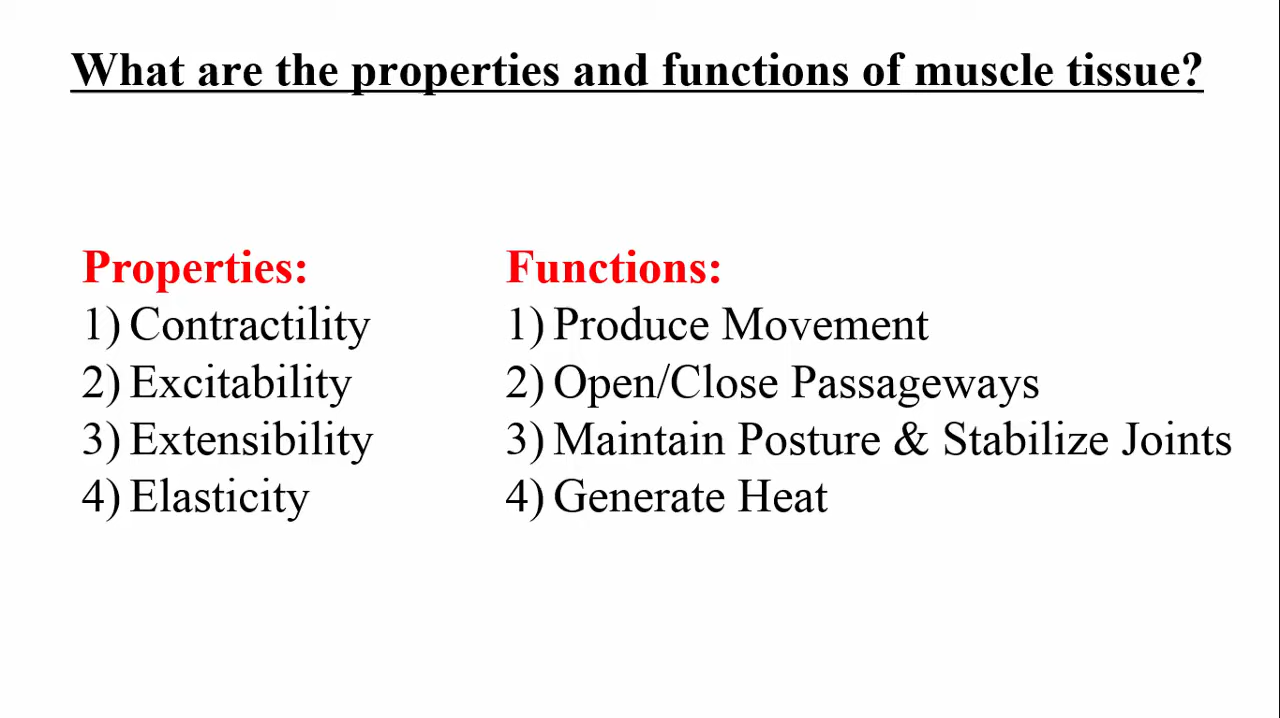 What are the properties and functions of muscle tissue?
Properties:
1) Contractility
2) Excitability
3) Extensibility
4) Elasticity
Functions:
1) Produce Movement
2) Open/Close Passageways
3) Maintain Posture & Stabilize Joints
4) Generate Heat